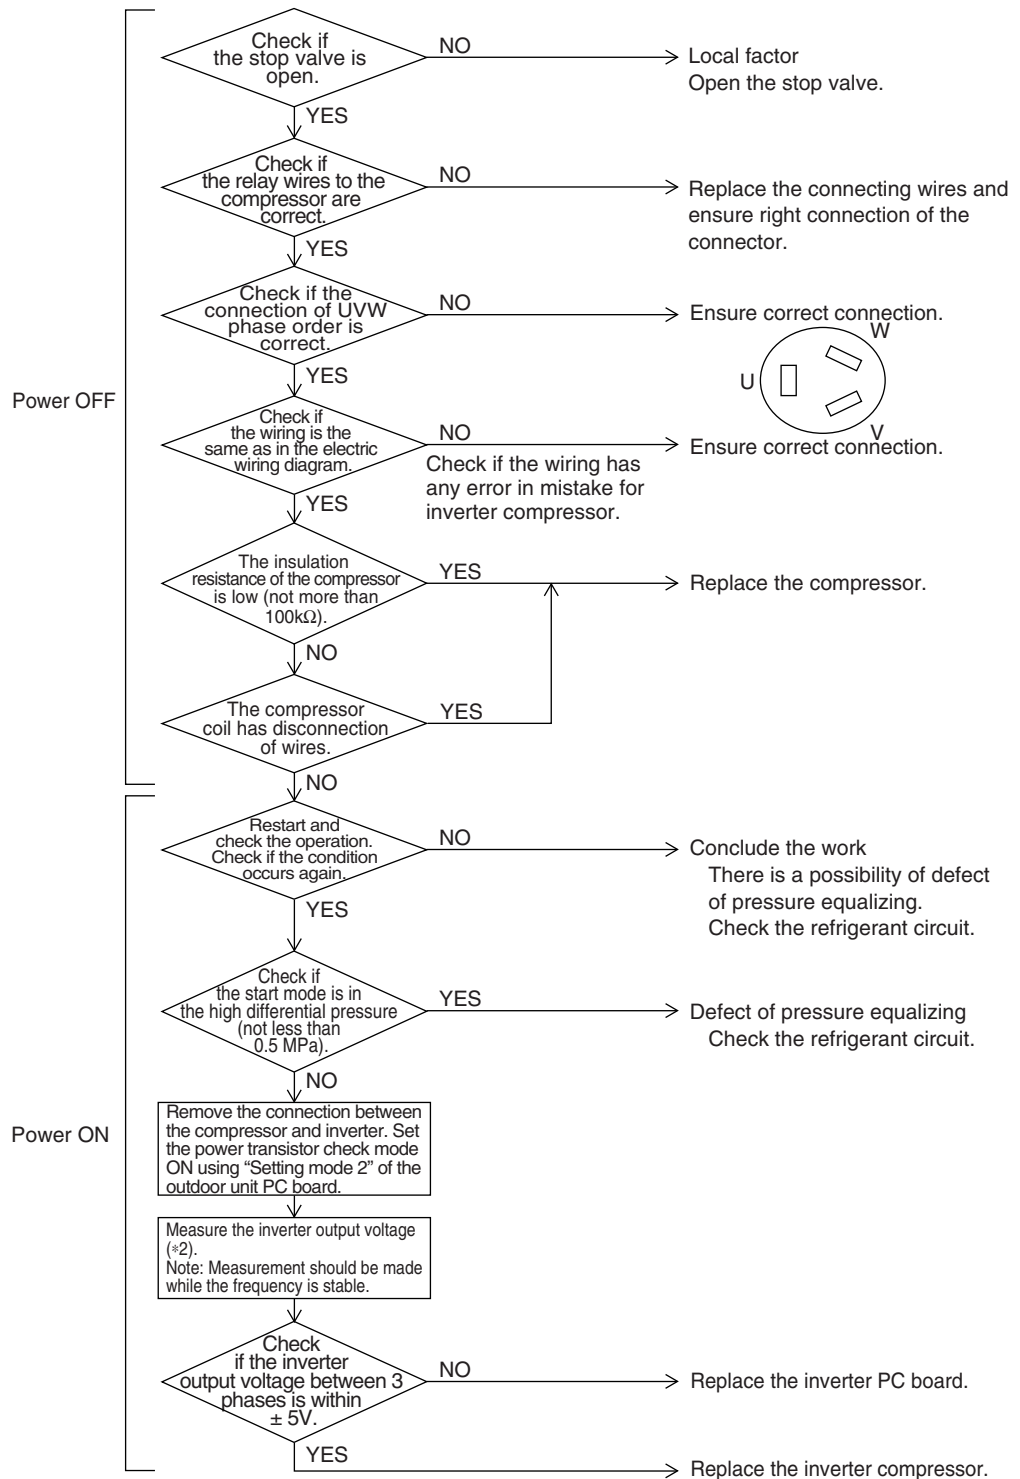 Check if
the stop valve is
open.
NO
Local factor
Open the stop valve.
YES
Check if
the relay wires to the
compressor are
correct.
NO
Replace the connecting wires and
ensure right connection of the
connector.
YES
Check if the
connection of UVW
phase order is
correct.
NO
Ensure correct connection.
W
U
V
YES
Power OFF
Check if
the wiring is the
same as in the electric
wiring diagram.
NO
Ensure correct connection.
Check if the wiring has
any error in mistake for
inverter compressor.
YES
The insulation
resistance of the compressor
is low (not more than
100kΩ).
YES
Replace the compressor.
NO
The compressor
coil has disconnection
of wires.
YES
NO
Restart and
check the operation.
Check if the condition
occurs again.
NO
Conclude the work
There is a possibility of defect
of pressure equalizing.
Check the refrigerant circuit.
YES
Check if
the start mode is in
the high differential pressure
(not less than
0.5 MPa).
YES
Defect of pressure equalizing
Check the refrigerant circuit.
NO
Power ON
Remove the connection between
the compressor and inverter. Set
the power transistor check mode
ON using “Setting mode 2” of the
outdoor unit PC board.
Measure the inverter output voltage
(*2).
Note: Measurement should be made
while the frequency is stable.
Check
if the inverter
output voltage between 3
phases is within
± 5V.
NO
Replace the inverter PC board.
YES
Replace the inverter compressor.